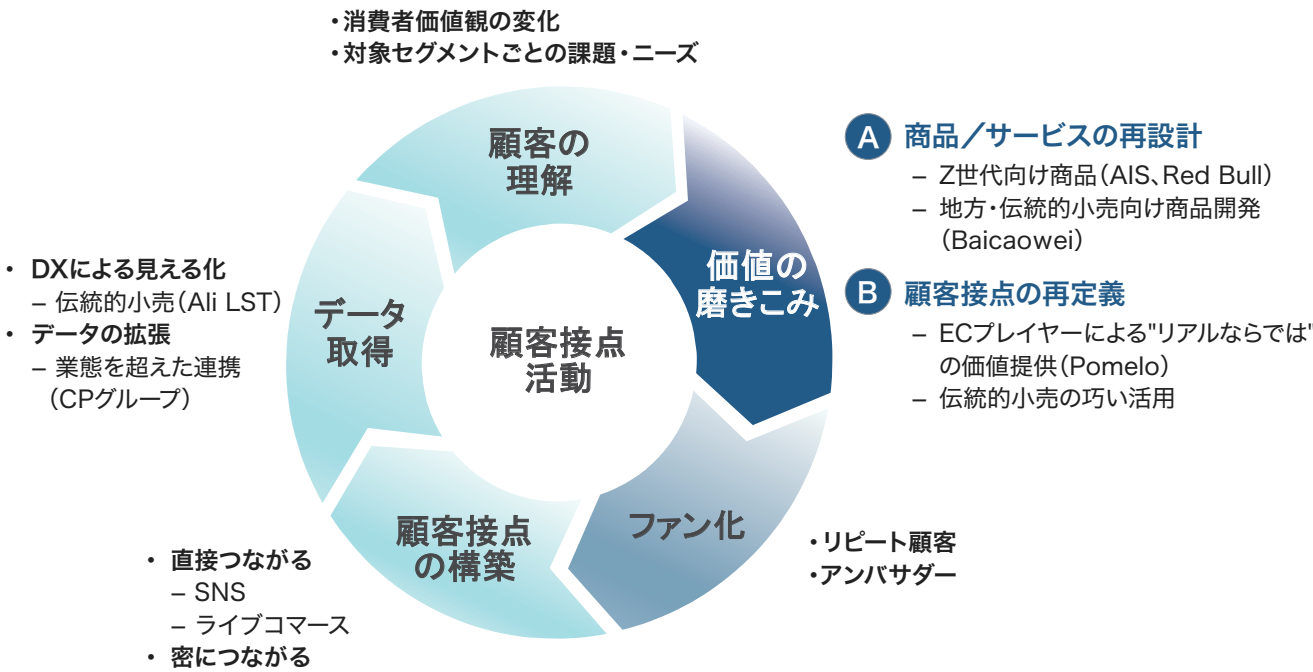 ・消費者価値観の変化
・対象セグメントごとの課題・ニーズ
顧客の
理解
A 商品／サービスの再設計
– Z世代向け商品（AIS、Red Bull）
– 地方・伝統的小売向け商品開発
（Baicaowei）
価値の
磨きこみ
B 顧客接点の再定義
– ECプレイヤーによる"リアルならでは"
の価値提供（Pomelo）
– 伝統的小売の巧い活用
・ DXによる見える化
– 伝統的小売（Ali LST）
・ データの拡張
– 業態を超えた連携
（CPグループ）
データ
取得
顧客接点
活動
ファン化
・リピート顧客
・アンバサダー
顧客接点
の構築
・ 直接つながる
– SNS
– ライブコマース
・ 密につながる